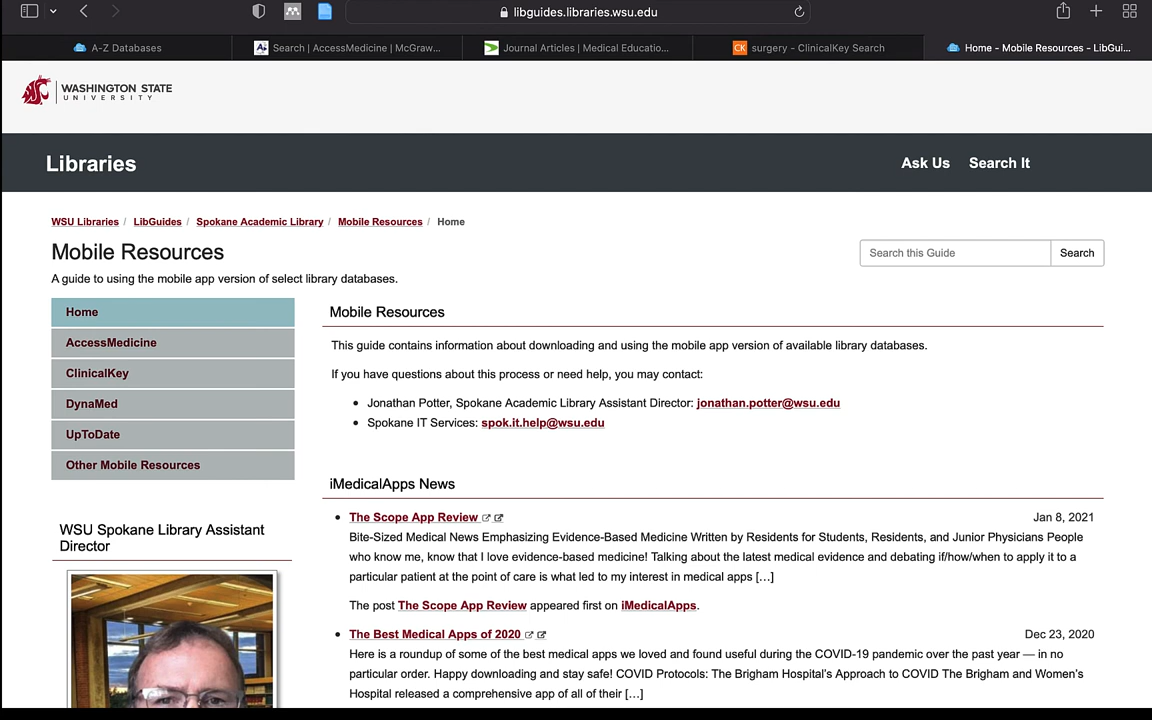 libguides.libraries.wsu.edu
A-Z Databases
Search | AccessMedicine | McGraw...
Journal Articles | Medical Educatio...
CK surgery - ClinicalKey Search
Home - Mobile Resources - LibGui...
WASHINGTON STATE
UNIVERSITY
Libraries
Ask Us
Search It
WSU Libraries / LibGuides / Spokane Academic Library / Mobile Resources / Home
Mobile Resources
Search this Guide
Search
A guide to using the mobile app version of select library databases.
Home
AccessMedicine
ClinicalKey
DynaMed
UpToDate
Other Mobile Resources
WSU Spokane Library Assistant
Director
Mobile Resources
This guide contains information about downloading and using the mobile app version of available library databases.
If you have questions about this process or need help, you may contact:
• Jonathan Potter, Spokane Academic Library Assistant Director: jonathan.potter@wsu.edu
• Spokane IT Services: spok.it.help@wsu.edu
iMedicalApps News
• The Scope App Review Jan 8, 2021
Bite-Sized Medical News Emphasizing Evidence-Based Medicine Written by Residents for Students, Residents, and Junior Physicians People
who know me, know that I love evidence-based medicine! Talking about the latest medical evidence and debating if/how/when to apply it to a
particular patient at the point of care is what led to my interest in medical apps [...]
The post The Scope App Review appeared first on iMedicalApps.
• The Best Medical Apps of 2020 Dec 23, 2020
Here is a roundup of some of the best medical apps we loved and found useful during the COVID-19 pandemic over the past year — in no
particular order. Happy downloading and stay safe! COVID Protocols: The Brigham Hospital's Approach to COVID The Brigham and Women's
Hospital released a comprehensive app of all of their [...]